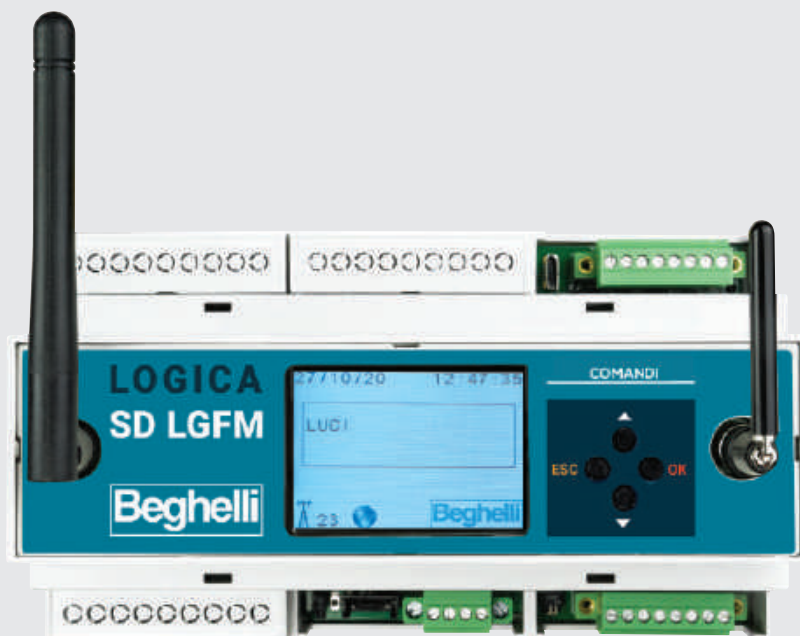 LOGICA
SD LGFM
Beghelli
27/10/20 12:47:35
LUCI
23
Beghelli
COMANDI
ESC
OK